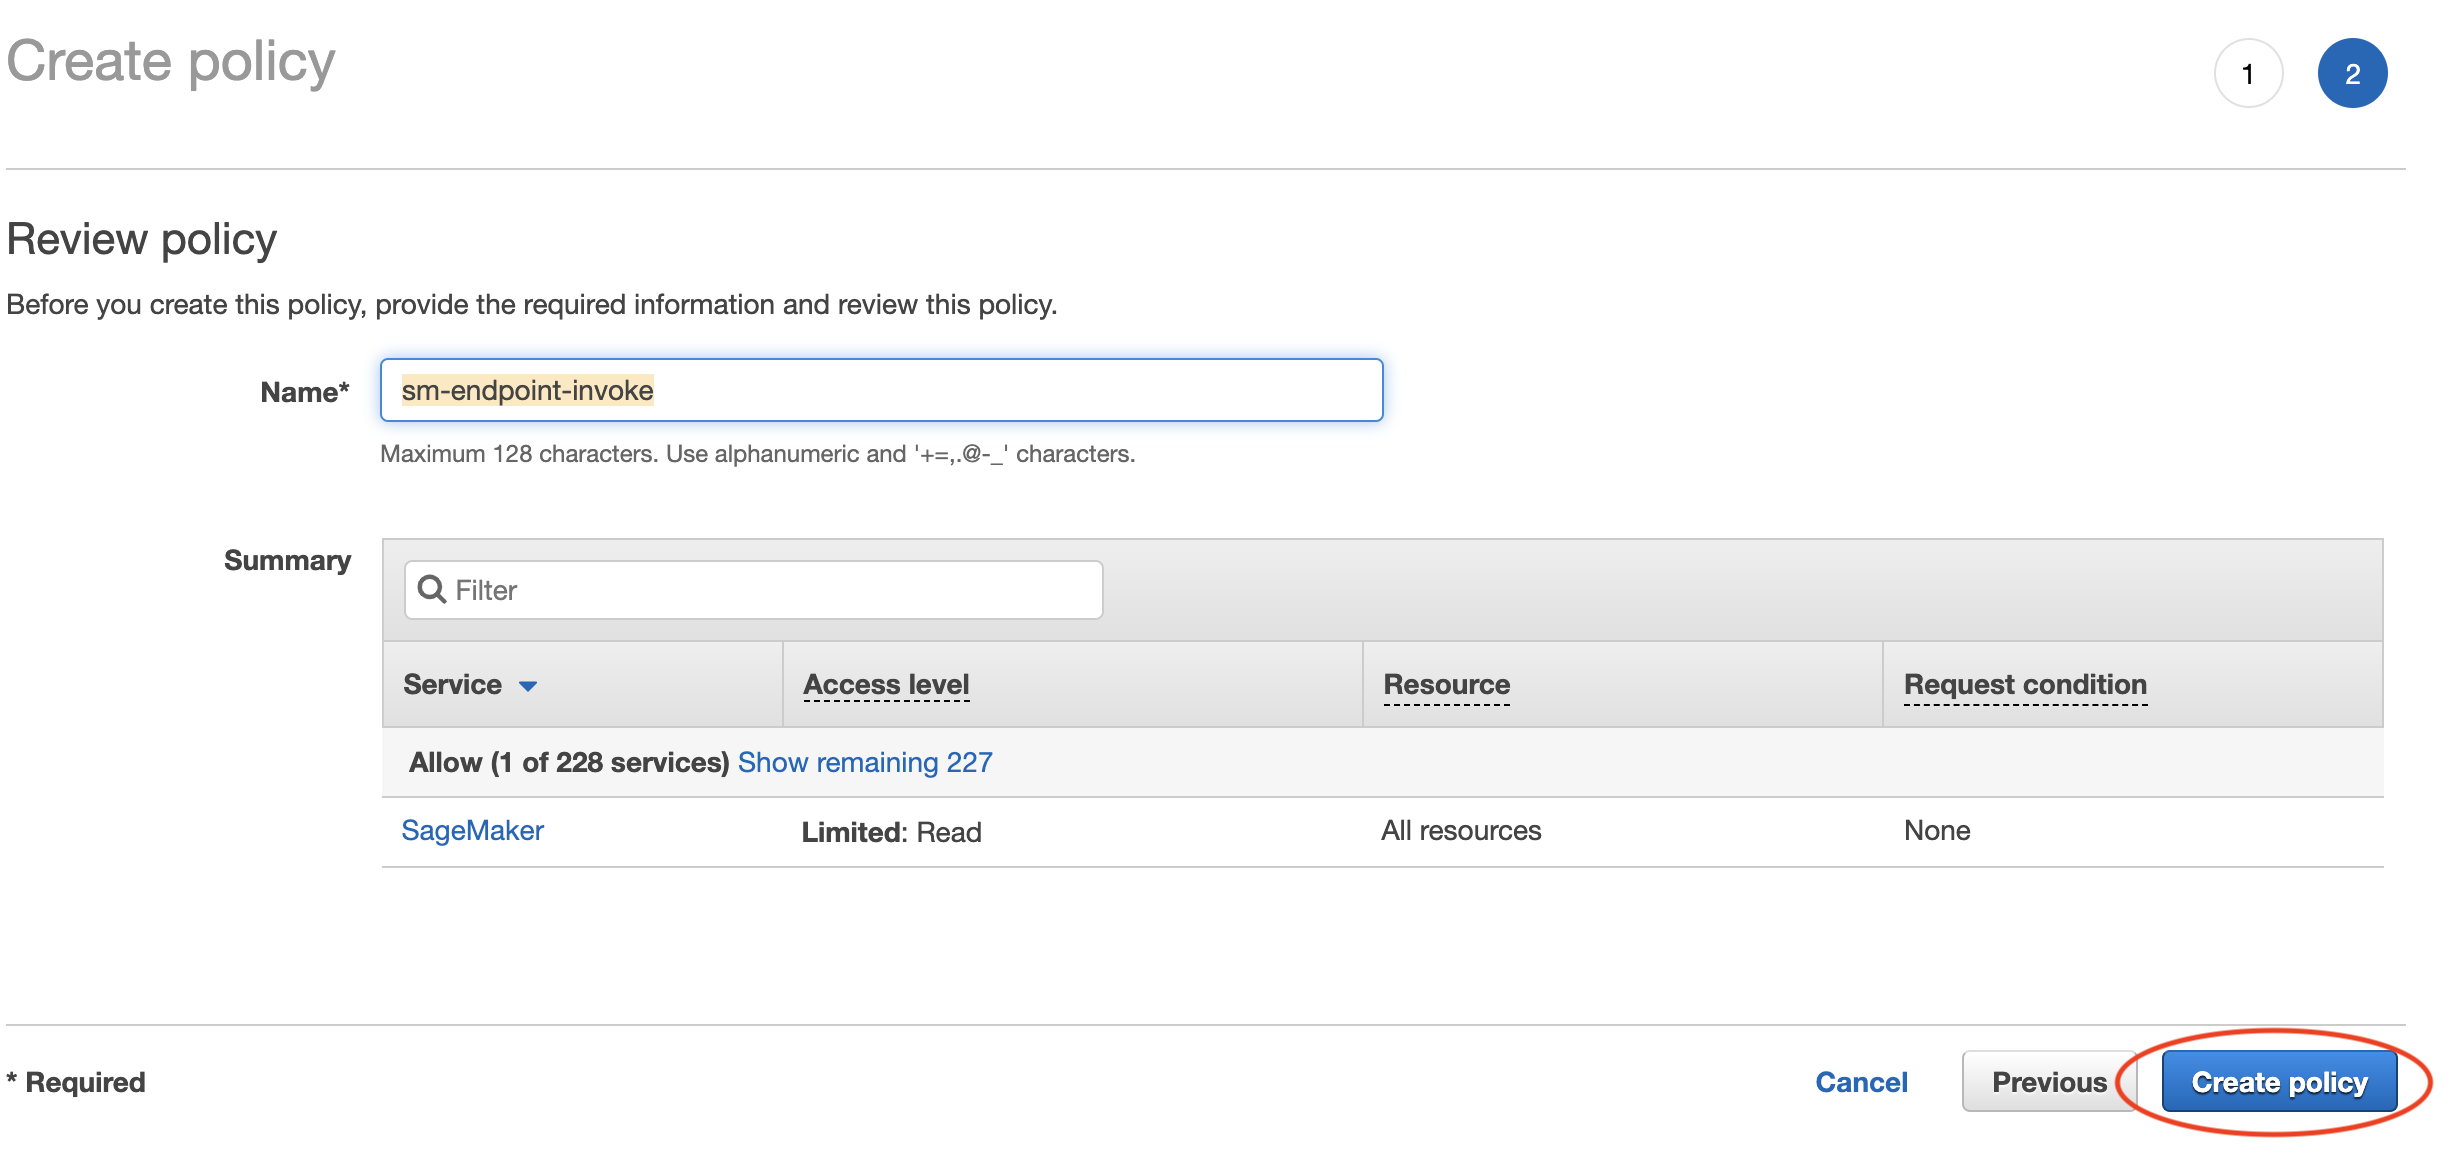 Create policy
1
2
Review policy
Before you create this policy, provide the required information and review this policy.
Name*
sm-endpoint-invoke
Maximum 128 characters. Use alphanumeric and '+=,.@-_' characters.
Summary
Filter
Service Access level Resource Request condition
Allow (1 of 228 services) Show remaining 227
SageMaker Limited: Read All resources None
* Required Cancel Previous Create policy